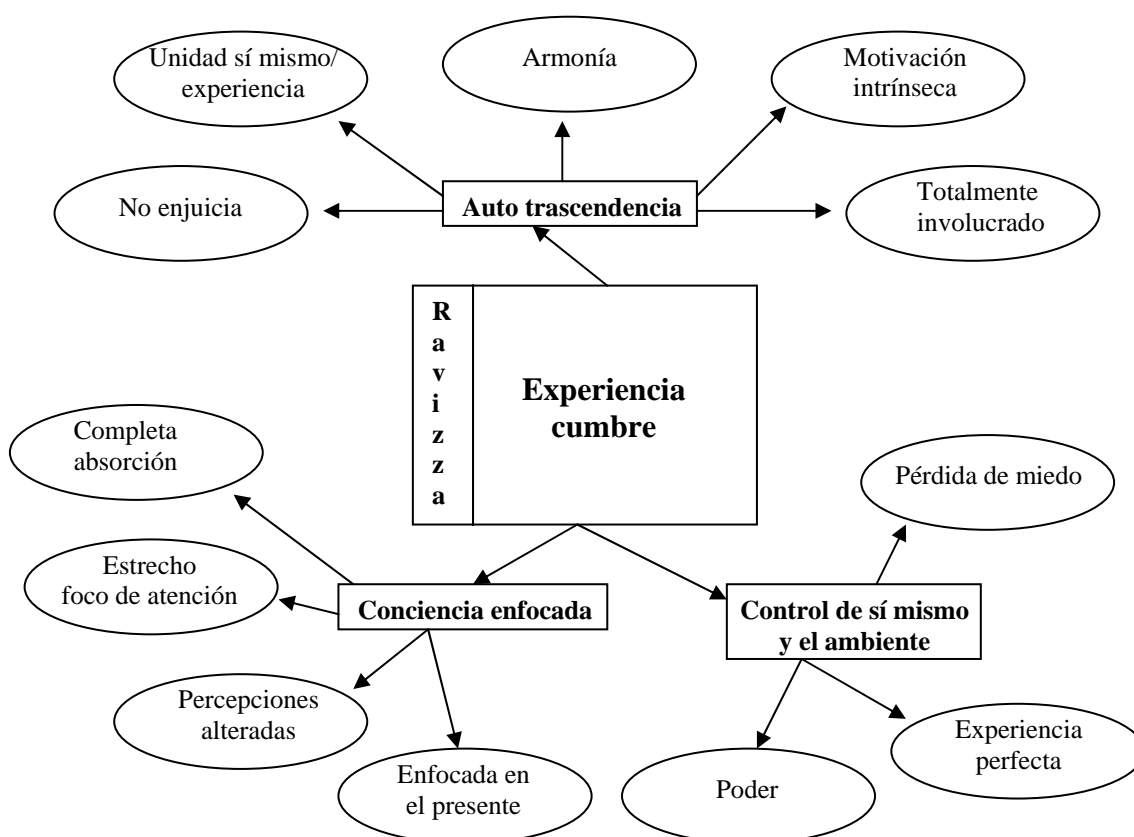 Unidad sí mismo/
experiencia
Armonía
Motivación
intrínseca
No enjuicia
Auto trascendencia
Totalmente
involucrado
Ravizza
Experiencia
cumbre
Completa
absorción
Pérdida de miedo
Estrecho
foco de atención
Conciencia enfocada
Control de sí mismo
y el ambiente
Percepciones
alteradas
Enfocada en
el presente
Poder
Experiencia
perfecta